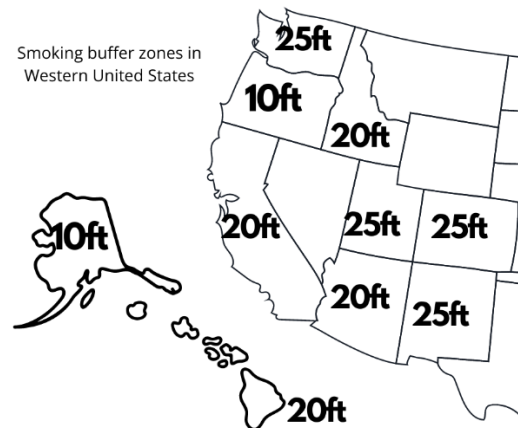 Smoking buffer zones in
Western United States
25ft
10ft
20ft
10ft
20ft
25ft
25ft
20ft
25ft
20ft